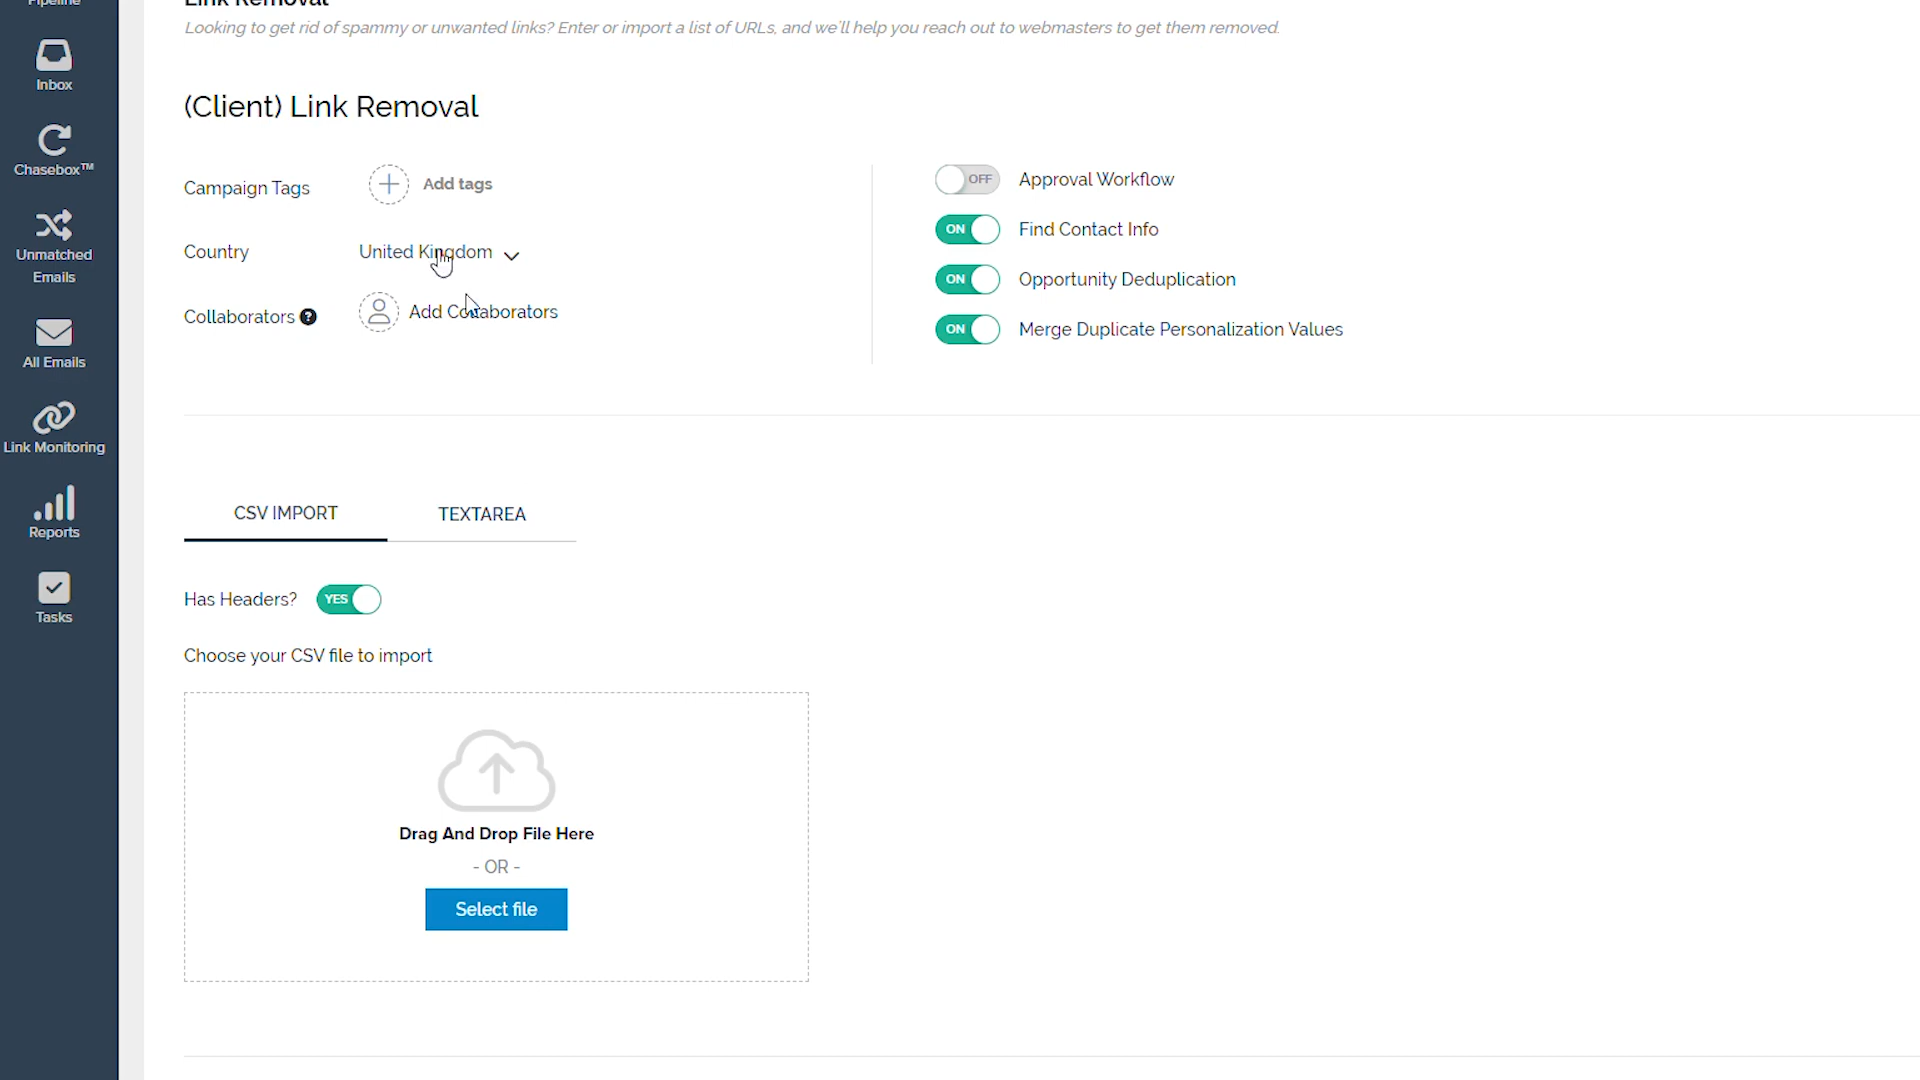 Pipeline
Inbox
Chasebox™
Unmatched
Emails
All Emails
Link Monitoring
Reports
Tasks
Link Removal
Looking to get rid of spammy or unwanted links? Enter or import a list of URLs, and we'll help you reach out to webmasters to get them removed.
(Client) Link Removal
Campaign Tags
Add tags
Country
United Kingdom
Collaborators ?
Add Collaborators
OFF Approval Workflow
ON Find Contact Info
ON Opportunity Deduplication
ON Merge Duplicate Personalization Values
CSV IMPORT
TEXTAREA
Has Headers? YES
Choose your CSV file to import
Drag And Drop File Here
- OR -
Select file